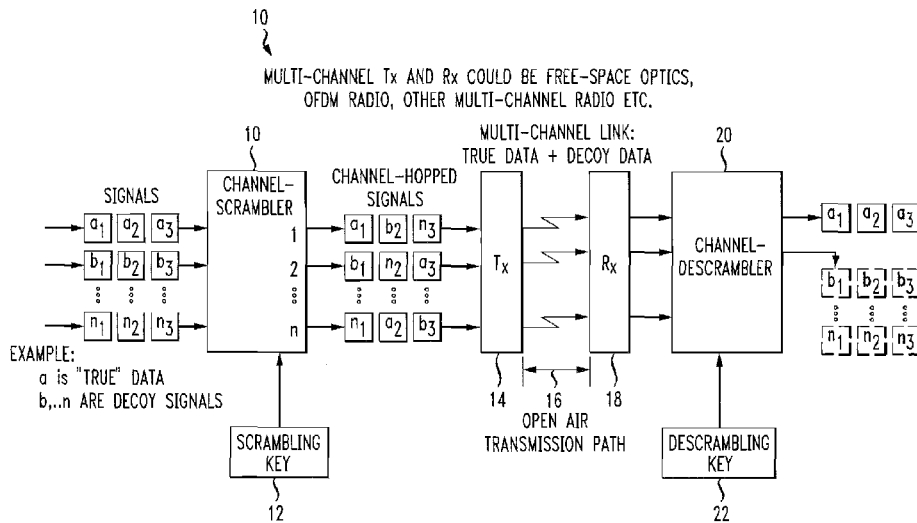 10
MULTI-CHANNEL Tx AND Rx COULD BE FREE-SPACE OPTICS,
OFDM RADIO, OTHER MULTI-CHANNEL RADIO ETC.
10
MULTI-CHANNEL LINK:
TRUE DATA + DECOY DATA
20
SIGNALS
CHANNEL-
SCRAMBLER
CHANNEL-HOPPED
SIGNALS
a1 a2 a3
1
a1 b2 n3
a1 a2 a3
b1 b2 b3
2
b1 n2 a3
Tx
Rx
CHANNEL-
DESCRAMBLER
b1 b2 b3
n1 n2 n3
n
n1 a2 b3
n1 n2 n3
EXAMPLE:
a is "TRUE" DATA
b,..n ARE DECOY SIGNALS
14
16
18
OPEN AIR
TRANSMISSION PATH
SCRAMBLING
KEY
12
DESCRAMBLING
KEY
22